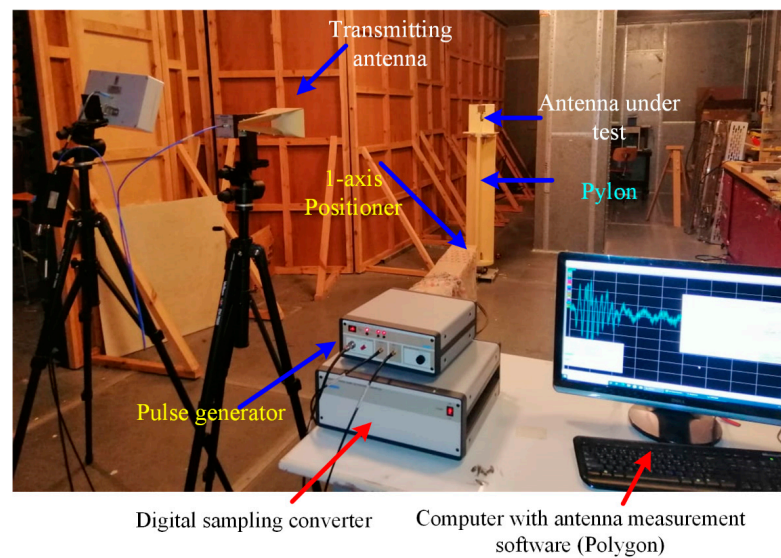 Transmitting
antenna
Antenna under
test
1-axis
Positioner
Pylon
Pulse generator
Digital sampling converter
Computer with antenna measurement
software (Polygon)